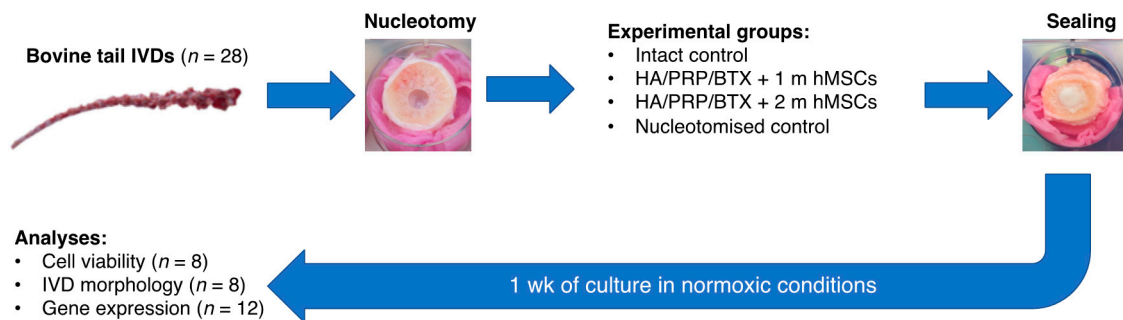 Bovine tail IVDs (n = 28)
Nucleotomy
Experimental groups:
• Intact control
• HA/PRP/BTX + 1 m hMSCs
• HA/PRP/BTX + 2 m hMSCs
• Nucleotomised control
Sealing
1 wk of culture in normoxic conditions
Analyses:
• Cell viability (n = 8)
• IVD morphology (n = 8)
• Gene expression (n = 12)